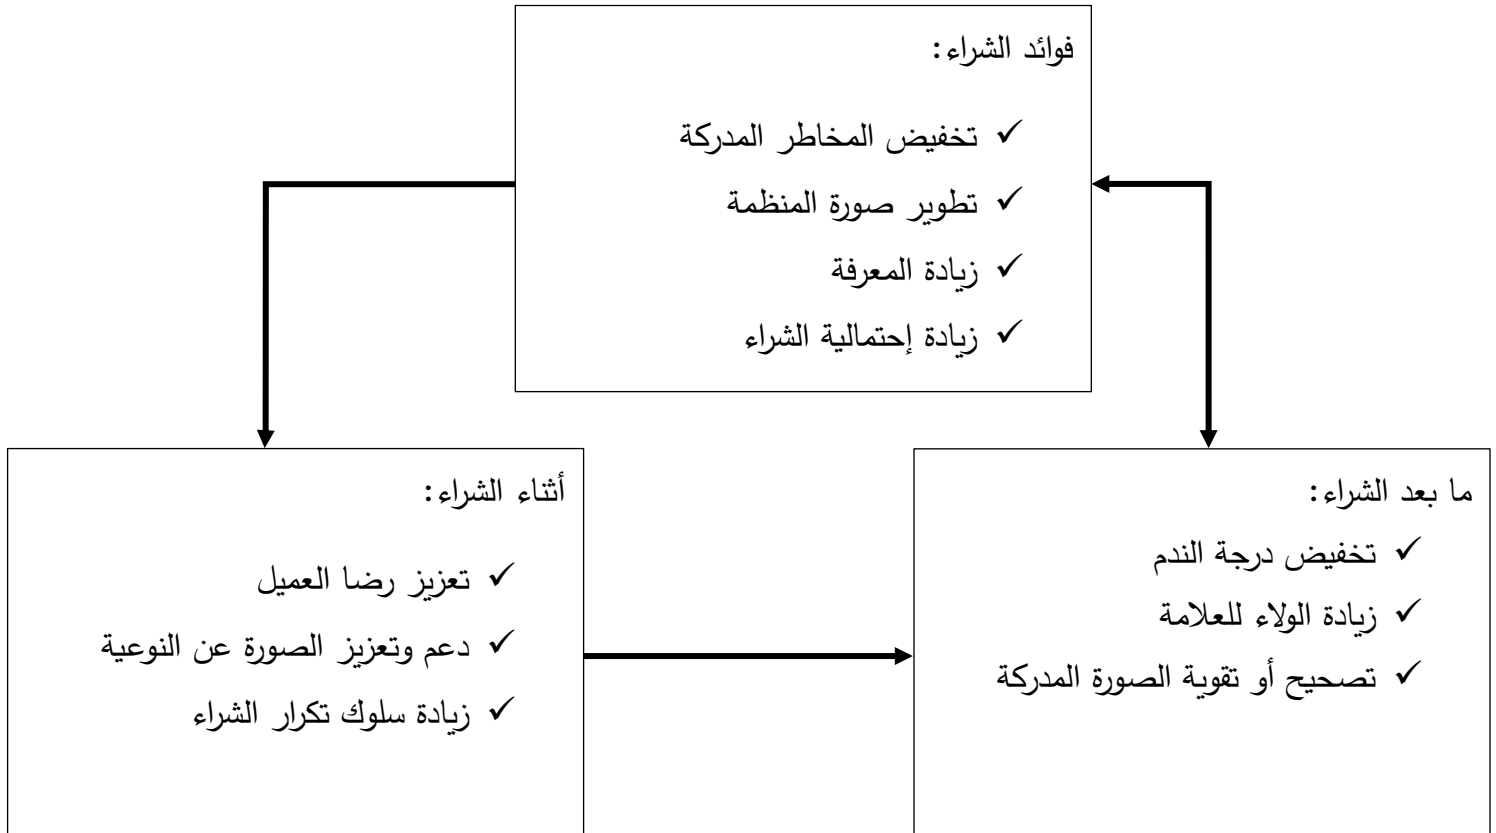 فوائد الشراء:
✓ تخفيض المخاطر المدركة
✓ تطوير صورة المنظمة
✓ زيادة المعرفة
✓ زيادة إحتمالية الشراء
أثناء الشراء:
✓ تعزيز رضا العميل
✓ دعم وتعزيز الصورة عن النوعية
✓ زيادة سلوك تكرار الشراء
ما بعد الشراء:
✓ تخفيض درجة الندم
✓ زيادة الولاء للعلامة
✓ تصحيح أو تقوية الصورة المدركة